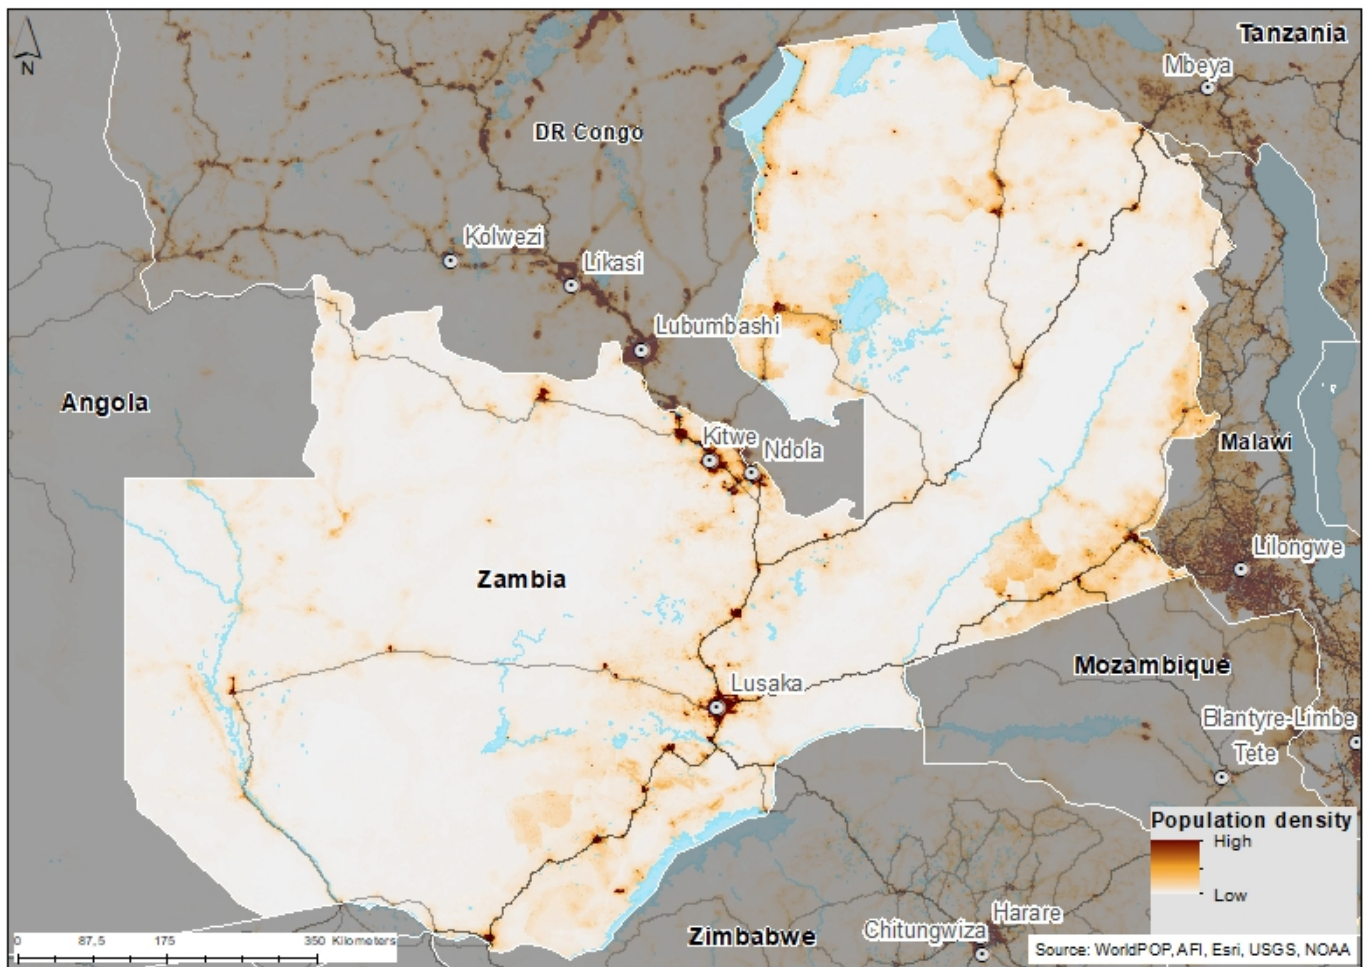 Tanzania
Mbeya
N
DR Congo
Kolwezi
Likasi
Lubumbashi
Angola
Kitwe
Ndola
Malawi
Lilongwe
Zambia
Mozambique
Lusaka
Blantyre-Limbe
Tete
Population density
High
Low
Harare
Chitungwiza
Zimbabwe
0 87,5 175 350 Kilometers
Source: WorldPOP, AFI, Esri, USGS, NOAA